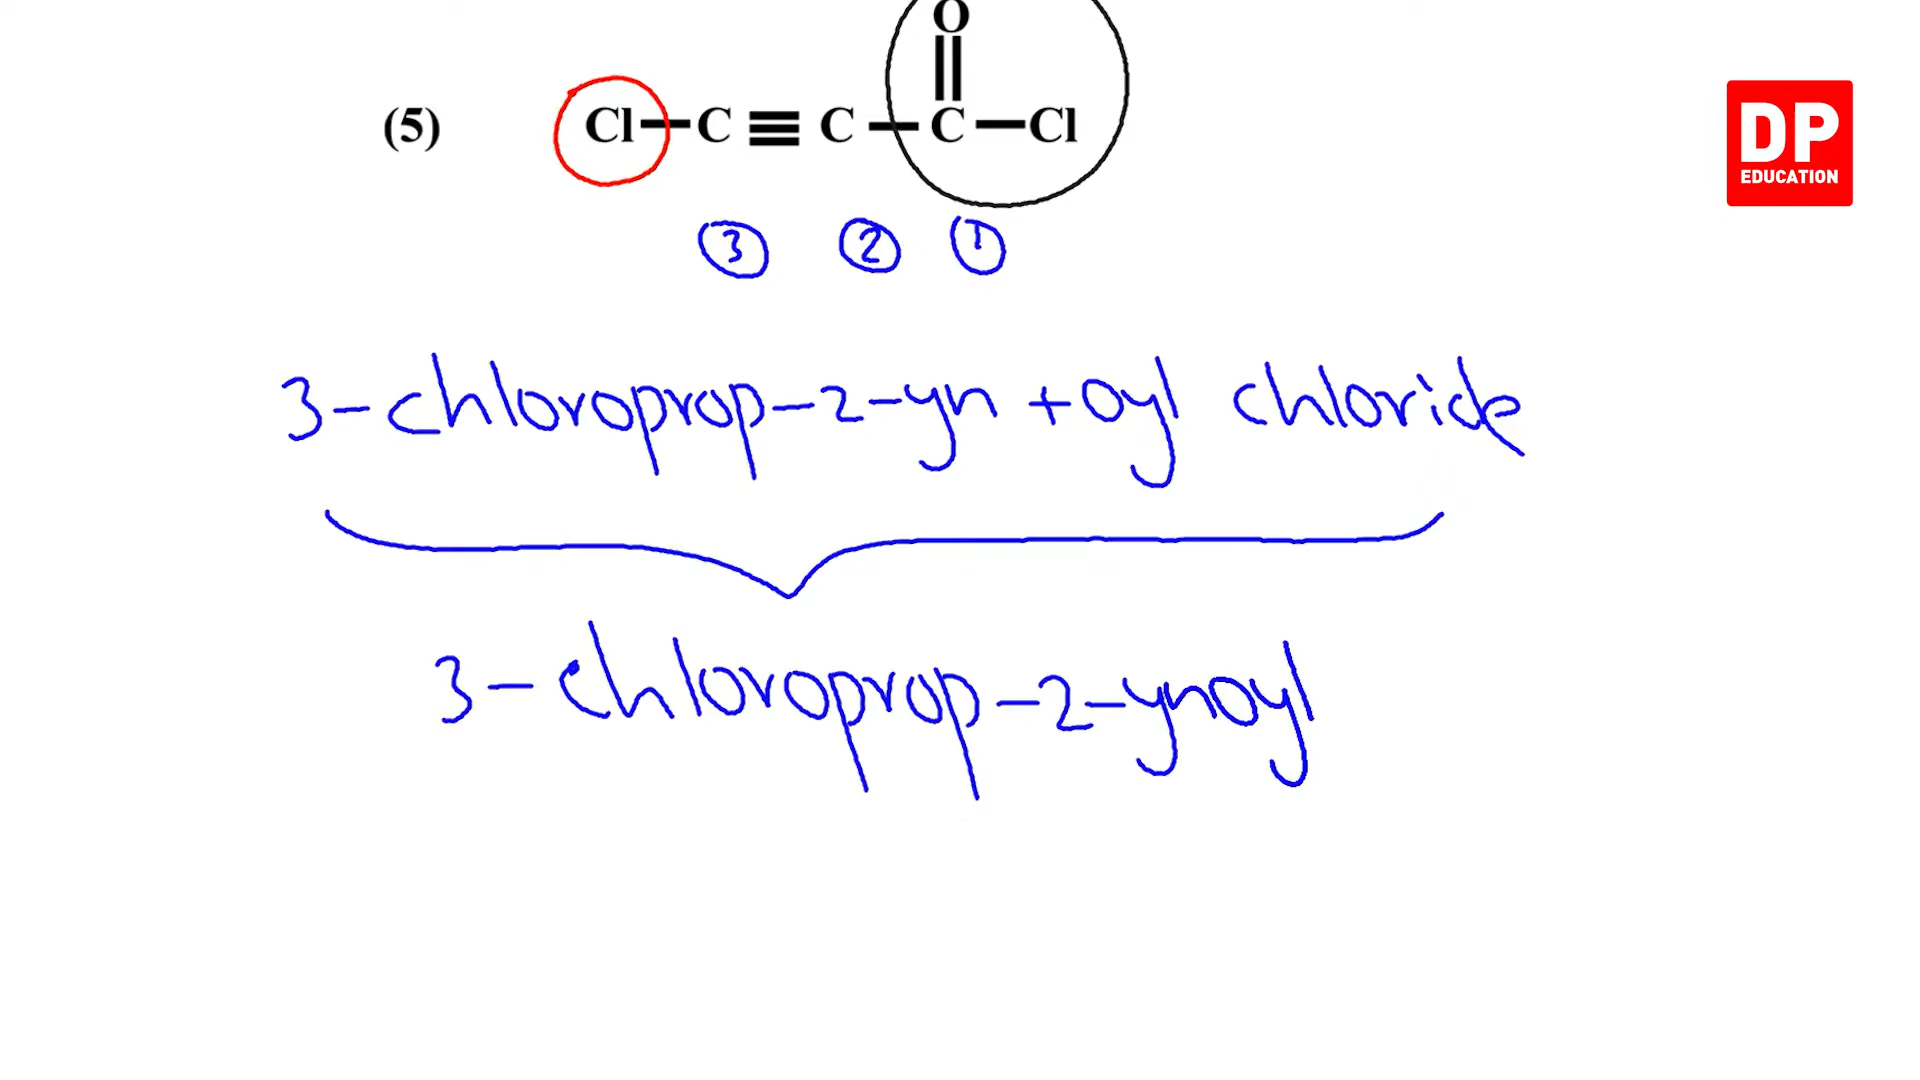 O
(5) Cl—C≡C—C—Cl
3 2 1
3-chloroprop-2-yn + oyl chloride
3-chloroprop-2-ynoyl
DP
EDUCATION